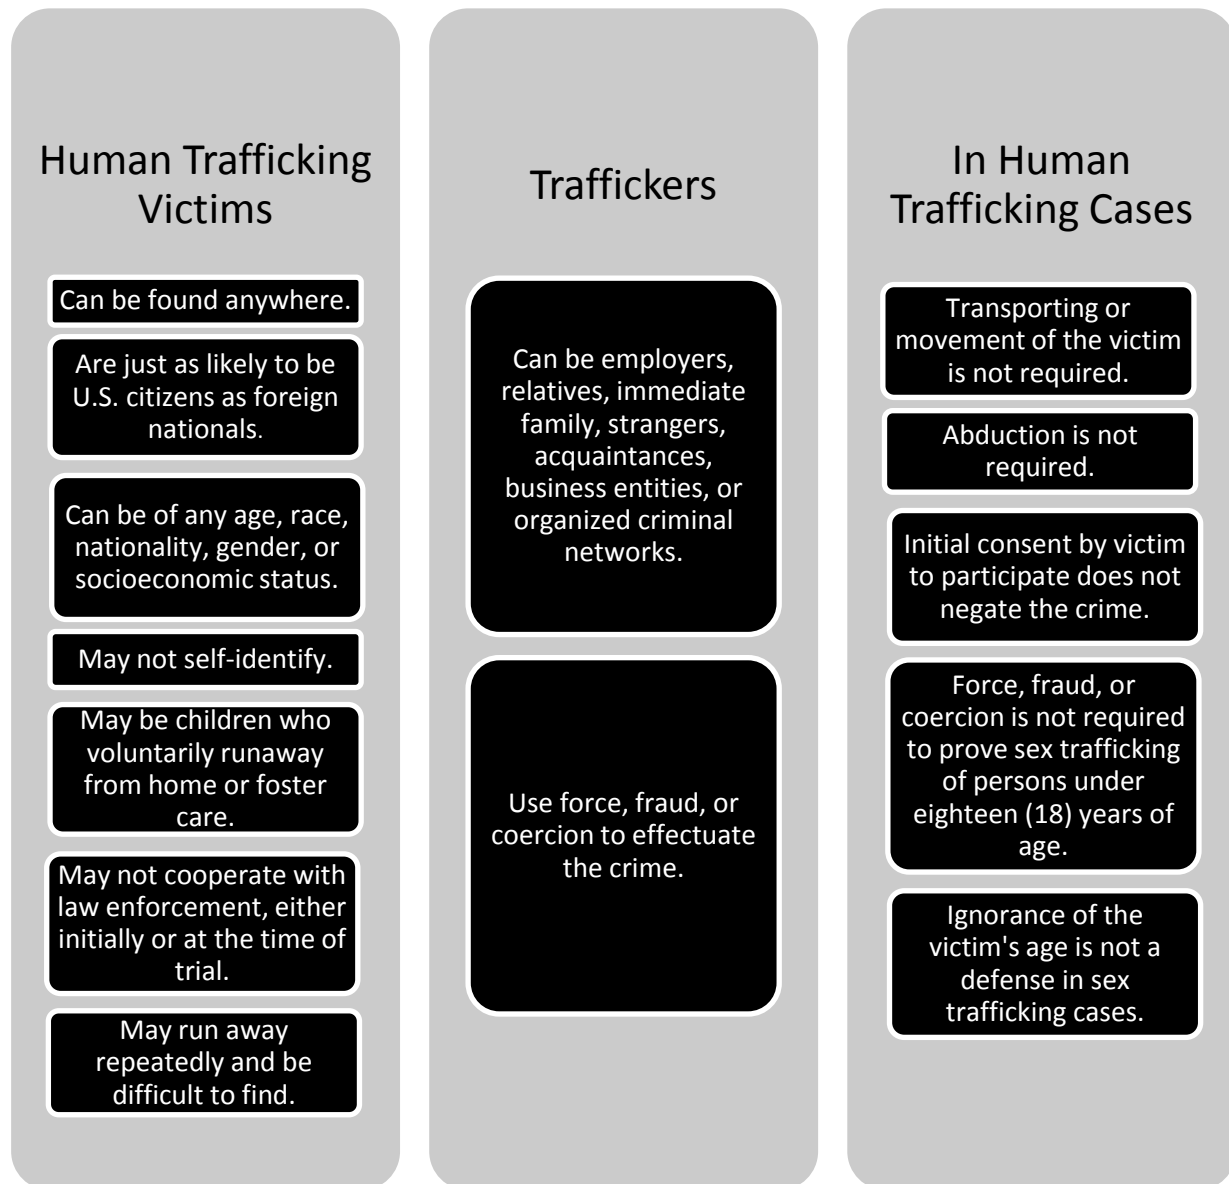 Human Trafficking
Victims
Can be found anywhere.
Are just as likely to be
U.S. citizens as foreign
nationals.
Can be of any age, race,
nationality, gender, or
socioeconomic status.
May not self-identify.
May be children who
voluntarily runaway
from home or foster
care.
May not cooperate with
law enforcement, either
initially or at the time of
trial.
May run away
repeatedly and be
difficult to find.
Traffickers
Can be employers,
relatives, immediate
family, strangers,
acquaintances,
business entities, or
organized criminal
networks.
Use force, fraud, or
coercion to effectuate
the crime.
In Human
Trafficking Cases
Transporting or
movement of the victim
is not required.
Abduction is not
required.
Initial consent by victim
to participate does not
negate the crime.
Force, fraud, or
coercion is not required
to prove sex trafficking
of persons under
eighteen (18) years of
age.
Ignorance of the
victim's age is not a
defense in sex
trafficking cases.